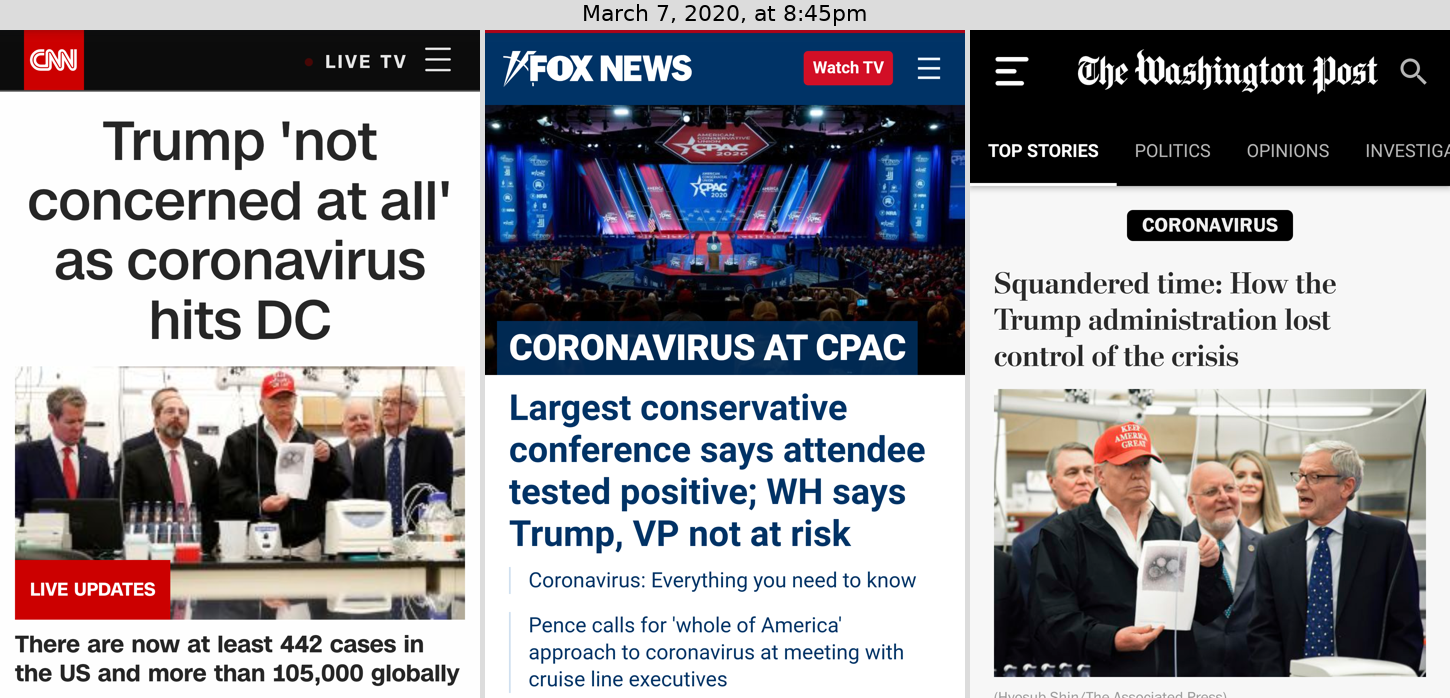 March 7, 2020, at 8:45pm
CNN
LIVE TV
Trump 'not
concerned at all'
as coronavirus
hits DC
LIVE UPDATES
There are now at least 442 cases in
the US and more than 105,000 globally
FOX NEWS
Watch TV
AMERICAN
CONSERVATIVE
UNION
CPAC
2020
CPAC
2020
CORONAVIRUS AT CPAC
Largest conservative
conference says attendee
tested positive; WH says
Trump, VP not at risk
Coronavirus: Everything you need to know
Pence calls for 'whole of America'
approach to coronavirus at meeting with
cruise line executives
The Washington Post
TOP STORIES POLITICS OPINIONS INVESTIGA
CORONAVIRUS
Squandered time: How the
Trump administration lost
control of the crisis
KEEP
AMERICA
GREAT
(Hyosub Shin/The Associated Press)